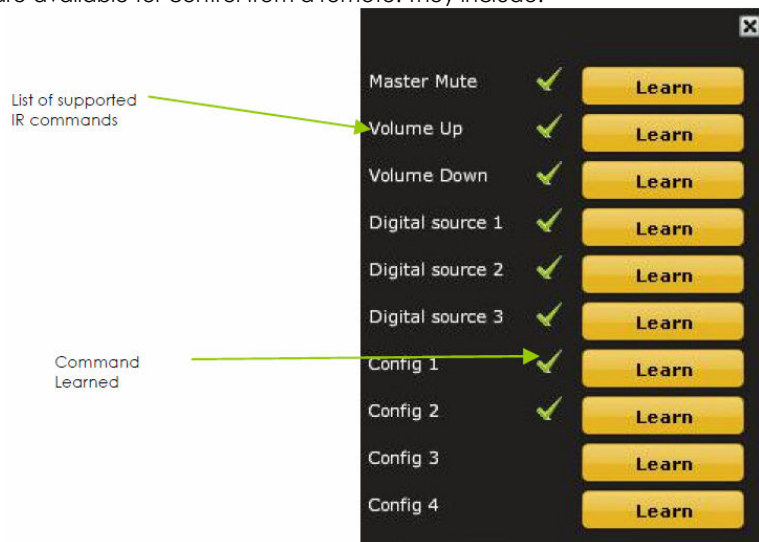 are available for control from a remote. They include:
Master Mute Learn
List of supported
IR commands
Volume Up Learn
Volume Down Learn
Digital source 1 Learn
Digital source 2 Learn
Digital source 3 Learn
Command
Learned
Config 1 Learn
Config 2 Learn
Config 3 Learn
Config 4 Learn